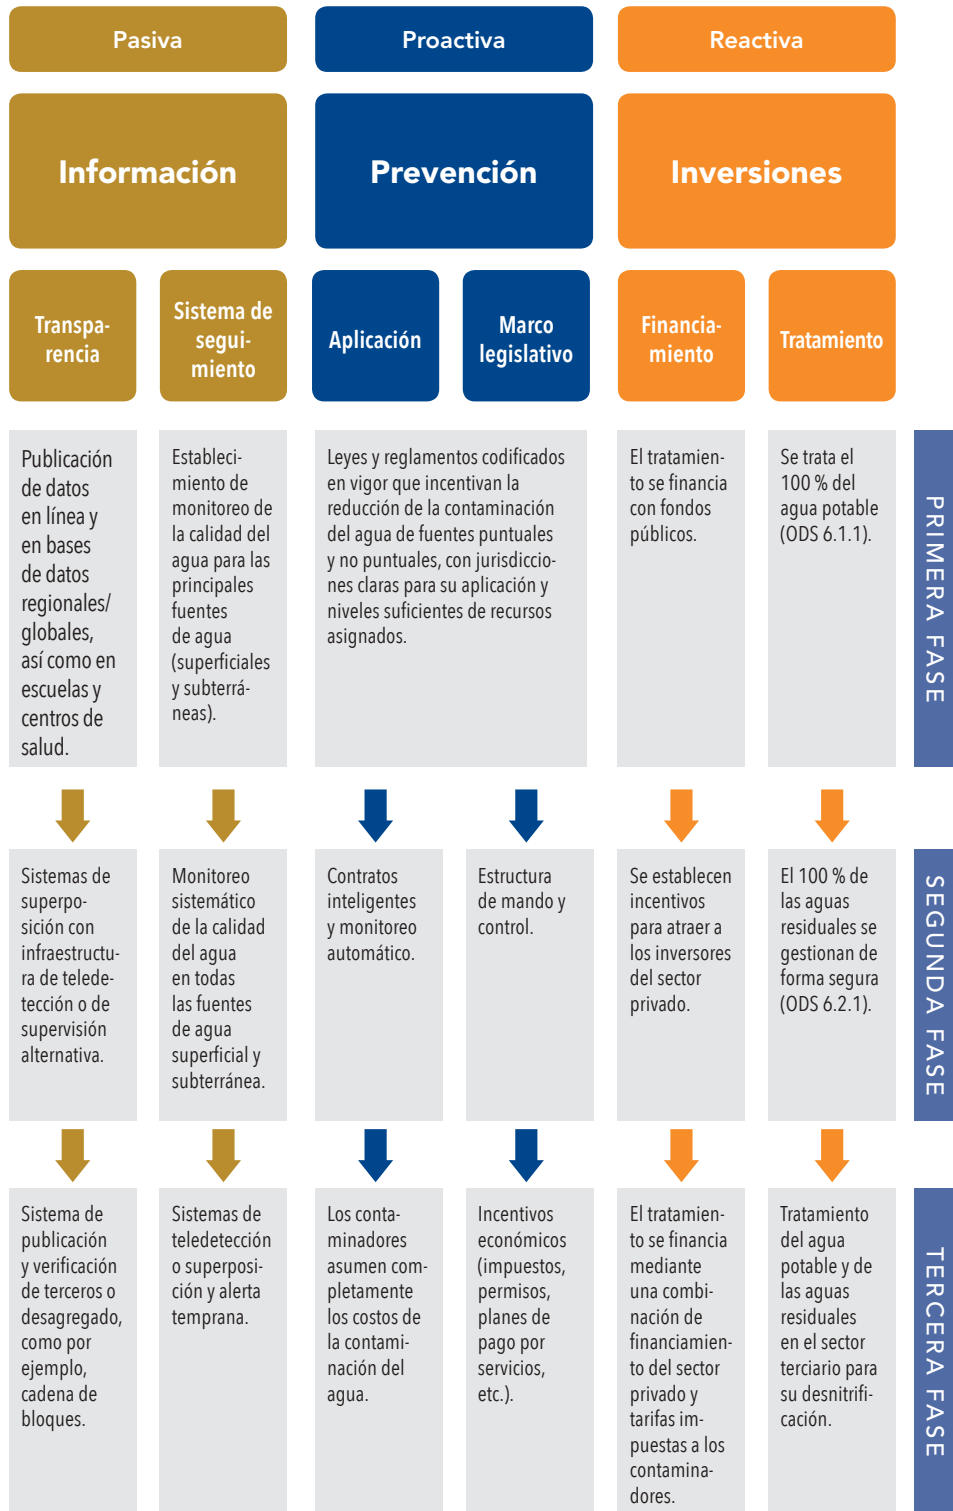 Pasiva
Proactiva
Reactiva
Información
Prevención
Inversiones
Transpa-
rencia
Sistema de
segui-
miento
Aplicación
Marco
legislativo
Financia-
miento
Tratamiento
Publicación
de datos
en línea y
en bases
de datos
regionales/
globales,
así como en
escuelas y
centros de
salud.
Estableci-
miento de
monitoreo de
la calidad del
agua para las
principales
fuentes
de agua
(superficiales
y subterrá-
neas).
Leyes y reglamentos codificados
en vigor que incentivan la
reducción de la contaminación
del agua de fuentes puntuales
y no puntuales, con jurisdiccio-
nes claras para su aplicación y
niveles suficientes de recursos
asignados.
El tratamien-
to se financia
con fondos
públicos.
Se trata el
100 % del
agua potable
(ODS 6.1.1).
PRIMERA FASE
Sistemas de
superpo-
sición con
infraestructu-
ra de telede-
tección o de
supervisión
alternativa.
Monitoreo
sistemático
de la calidad
del agua
en todas
las fuentes
de agua
superficial y
subterránea.
Contratos
inteligentes
y monitoreo
automático.
Estructura
de mando y
control.
Se establecen
incentivos
para atraer a
los inversores
del sector
privado.
El 100 % de
las aguas
residuales se
gestionan de
forma segura
(ODS 6.2.1).
SEGUNDA FASE
Sistema de
publicación
y verificación
de terceros o
desagregado,
como por
ejemplo,
cadena de
bloques.
Sistemas de
teledetección
o superposi-
ción y alerta
temprana.
Los conta-
minadores
asumen com-
pletamente
los costos de
la contami-
nación del
agua.
Incentivos
económicos
(impuestos,
permisos,
planes de
pago por
servicios,
etc.).
El tratamien-
to se financia
mediante
una combi-
nación de
financiamien-
to del sector
privado y
tarifas im-
puestas a los
contamina-
dores.
Tratamiento
del agua
potable y de
las aguas
residuales
en el sector
terciario para
su desnitrifi-
cación.
TERCERA FASE